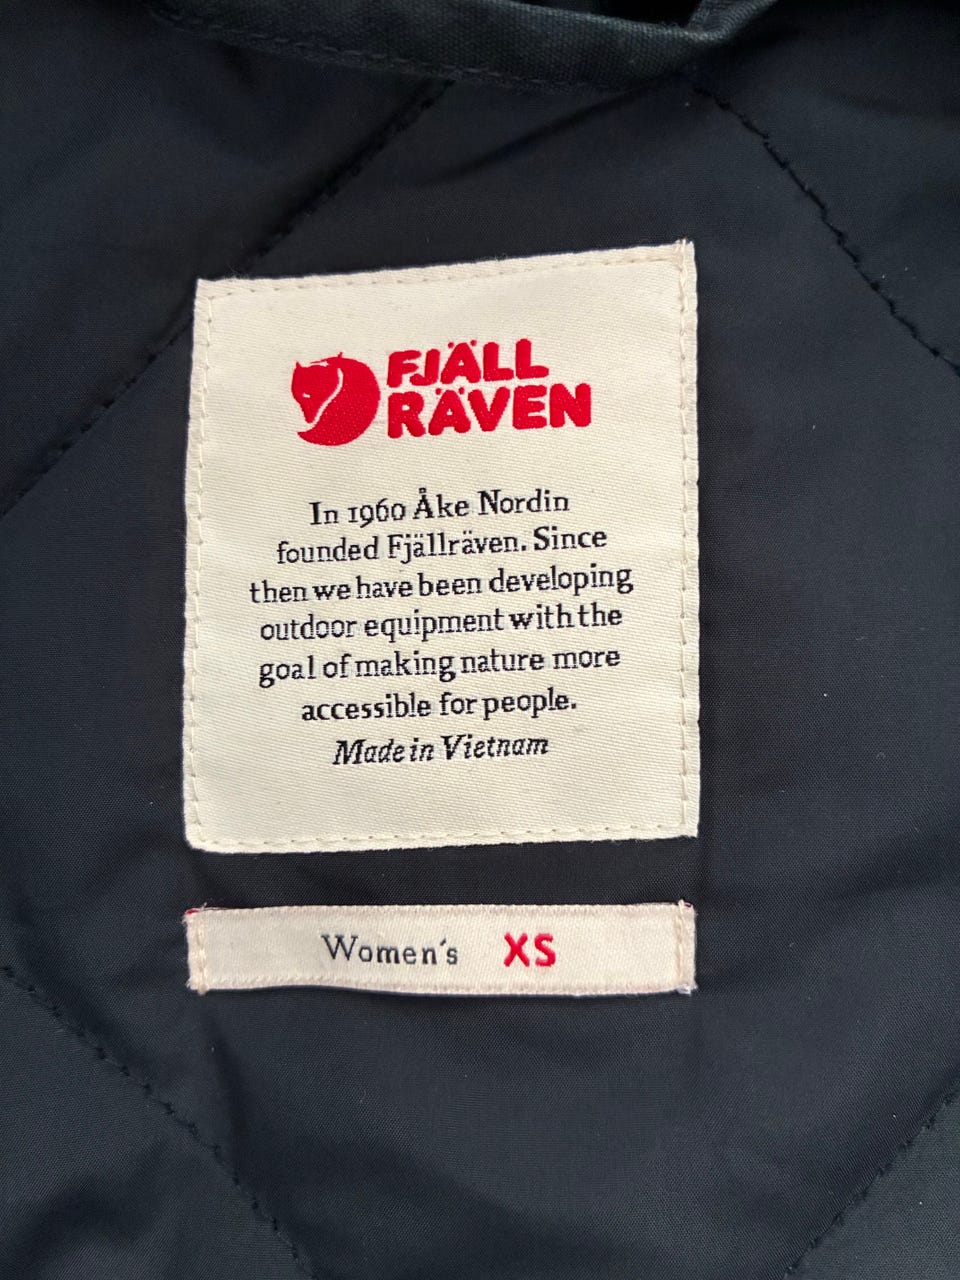 FJÄLL
RÄVEN
In 1960 Åke Nordin
founded Fjällräven. Since
then we have been developing
outdoor equipment with the
goal of making nature more
accessible for people.
Made in Vietnam
Women's XS